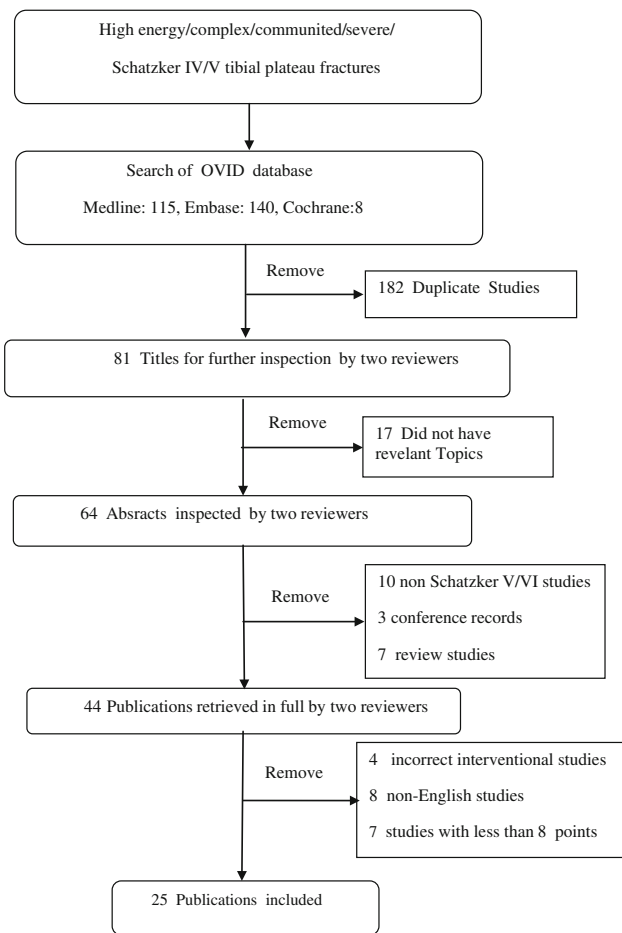 High energy/complex/communited/severe/
Schatzker IV/V tibial plateau fractures
Search of OVID database
Medline: 115, Embase: 140, Cochrane:8
Remove
182 Duplicate Studies
81 Titles for further inspection by two reviewers
Remove
17 Did not have
revelant Topics
64 Absracts inspected by two reviewers
Remove
10 non Schatzker V/VI studies
3 conference records
7 review studies
44 Publications retrieved in full by two reviewers
Remove
4 incorrect interventional studies
8 non-English studies
7 studies with less than 8 points
25 Publications included